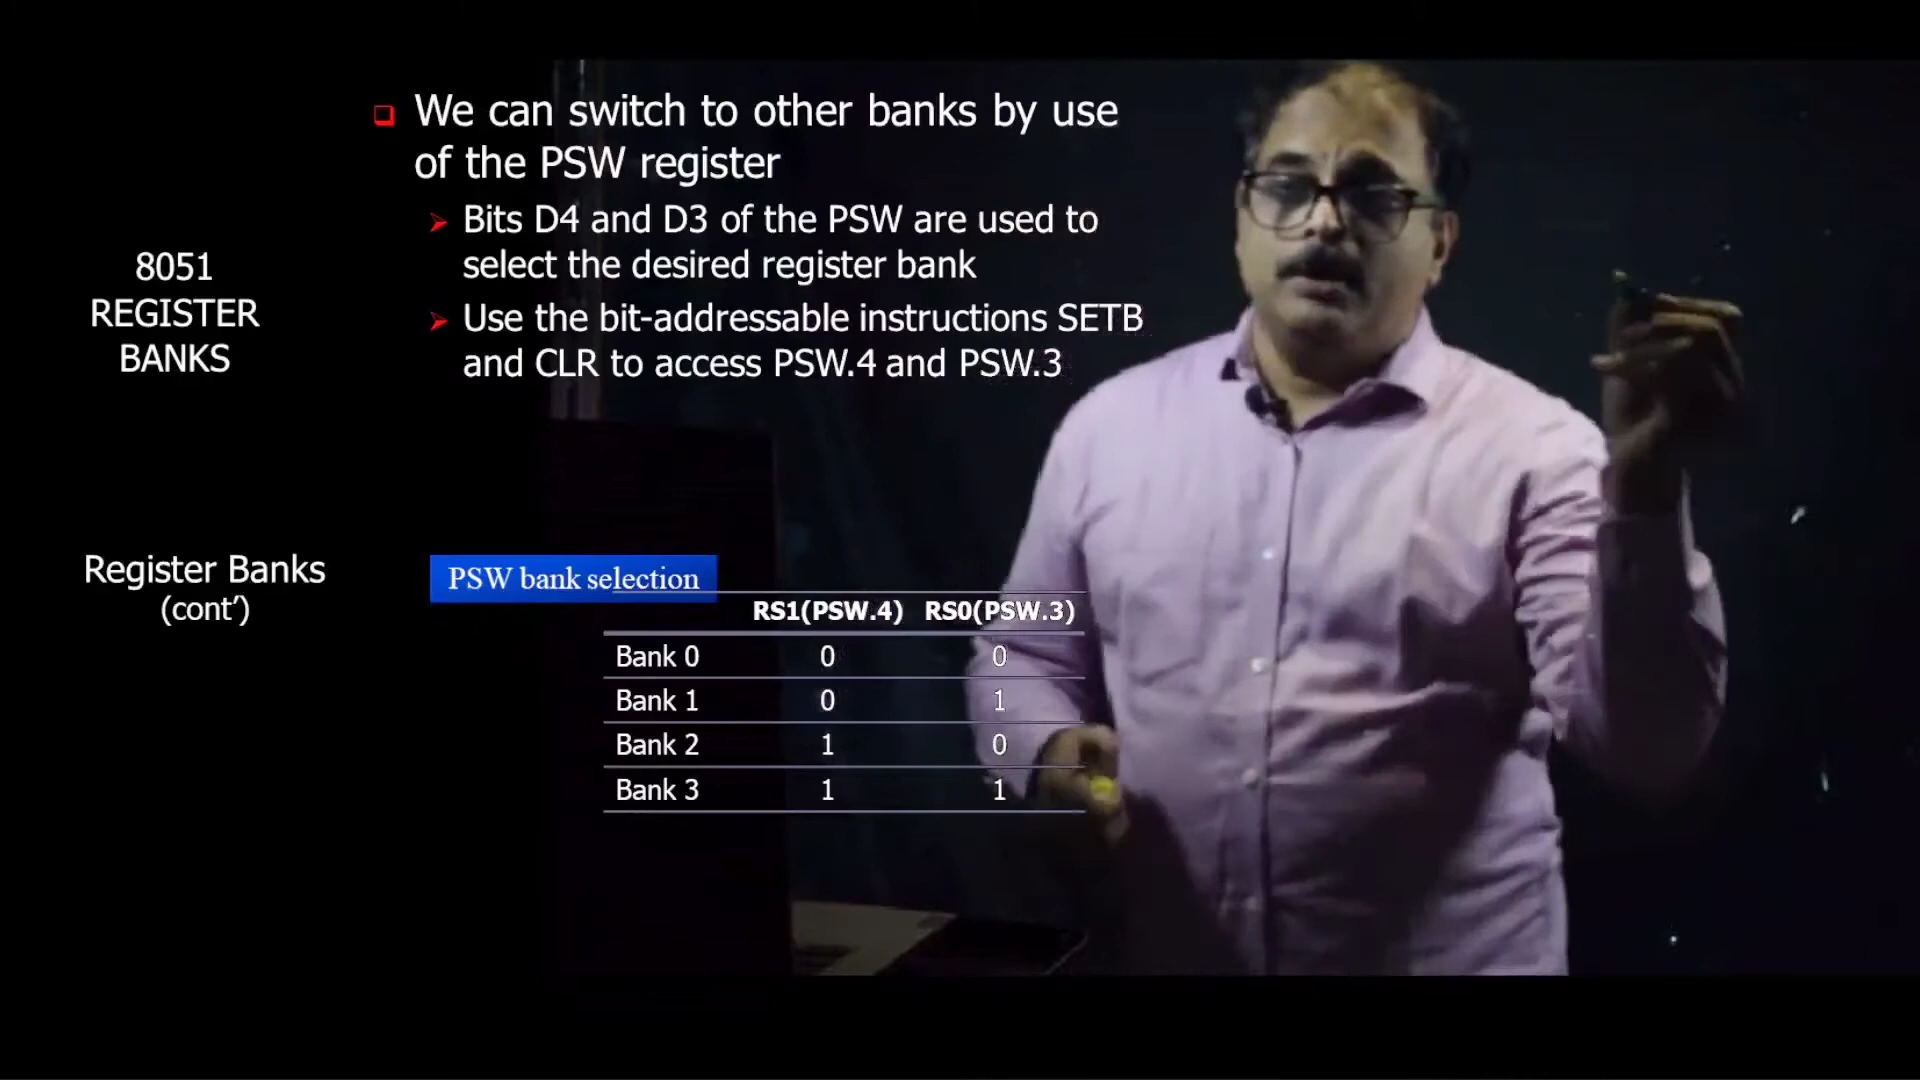 We can switch to other banks by use
of the PSW register
Bits D4 and D3 of the PSW are used to
select the desired register bank
Use the bit-addressable instructions SETB
and CLR to access PSW.4 and PSW.3
8051
REGISTER
BANKS
Register Banks
(cont’)
PSW bank selection
RS1(PSW.4) RS0(PSW.3)
Bank 0 0 0
Bank 1 0 1
Bank 2 1 0
Bank 3 1 1